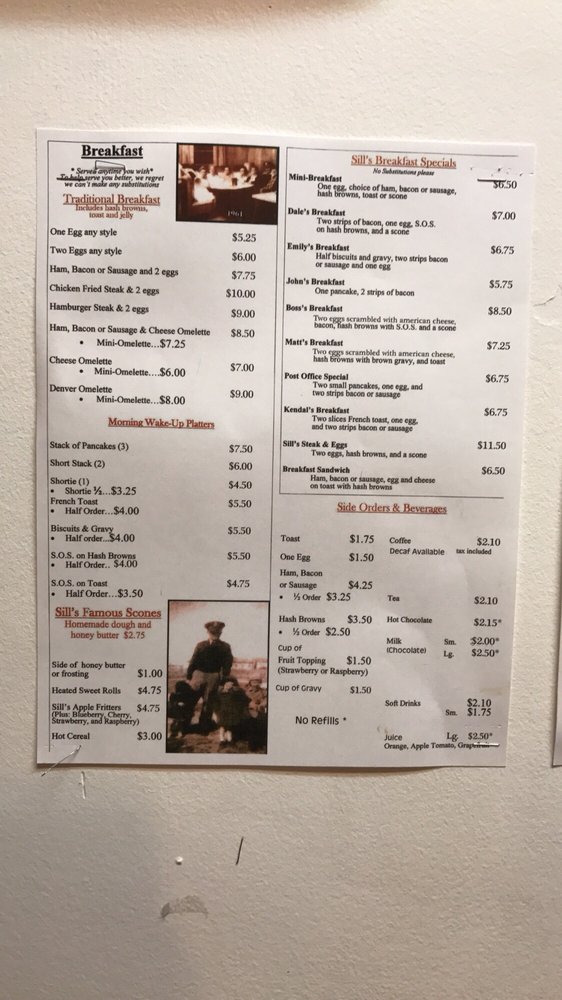 Breakfast
* Served anytime you wish*
To help serve you better, we regret
we can't make any substitutions
Traditional Breakfast
Includes hash browns,
toast and jelly
1961
One Egg any style $5.25
Two Eggs any style $6.00
Ham, Bacon or Sausage and 2 eggs $7.75
Chicken Fried Steak & 2 eggs $10.00
Hamburger Steak & 2 eggs $9.00
Ham, Bacon or Sausage & Cheese Omelette $8.50
• Mini-Omelette...$7.25
Cheese Omelette $7.00
• Mini-Omelette....$6.00
Denver Omelette $9.00
• Mini-Omelette...$8.00
Morning Wake-Up Platters
Stack of Pancakes (3) $7.50
Short Stack (2) $6.00
Shortie (1) $4.50
• Shortie ½...$3.25
French Toast $5.50
• Half Order...$4.00
Biscuits & Gravy $5.50
• Half order...$4.00
S.O.S. on Hash Browns $5.50
• Half Order.. $4.00
S.O.S. on Toast $4.75
• Half Order...$3.50
Sill's Famous Scones
Homemade dough and
honey butter $2.75
Side of honey butter
or frosting $1.00
Heated Sweet Rolls $4.75
Sill's Apple Fritters $4.75
(Plus: Blueberry, Cherry,
Strawberry, and Raspberry)
Hot Cereal $3.00
Sill's Breakfast Specials
No Substitutions please
Mini-Breakfast $6.50
One egg, choice of ham, bacon or sausage,
hash browns, toast or scone
Dale's Breakfast $7.00
Two strips of bacon, one egg, S.O.S.
on hash browns, and a scone
Emily's Breakfast $6.75
Half biscuits and gravy, two strips bacon
or sausage and one egg
John's Breakfast $5.75
One pancake, 2 strips of bacon
Boss's Breakfast $8.50
Two eggs scrambled with american cheese,
bacon, hash browns with S.O.S. and a scone
Matt's Breakfast $7.25
Two eggs scrambled with american cheese,
hash browns with brown gravy, and toast
Post Office Special $6.75
Two small pancakes, one egg, and
two strips bacon or sausage
Kendal's Breakfast $6.75
Two slices French toast, one egg,
and two strips bacon or sausage
Sill's Steak & Eggs $11.50
Two eggs, hash browns, and a scone
Breakfast Sandwich $6.50
Ham, bacon or sausage, egg and cheese
on toast with hash browns
Side Orders & Beverages
Toast $1.75
One Egg $1.50
Ham, Bacon
or Sausage $4.25
• ½ Order $3.25
Hash Browns $3.50
• ½ Order $2.50
Cup of
Fruit Topping $1.50
(Strawberry or Raspberry)
Cup of Gravy $1.50
No Refills *
Coffee $2.10
Decaf Available tax included
Tea $2.10
Hot Chocolate $2.15*
Milk Sm. $2.00*
(Chocolate) Lg. $2.50*
Soft Drinks $2.10
Sm. $1.75
Juice Lg. $2.50*
Orange, Apple Tomato, Grapefruit